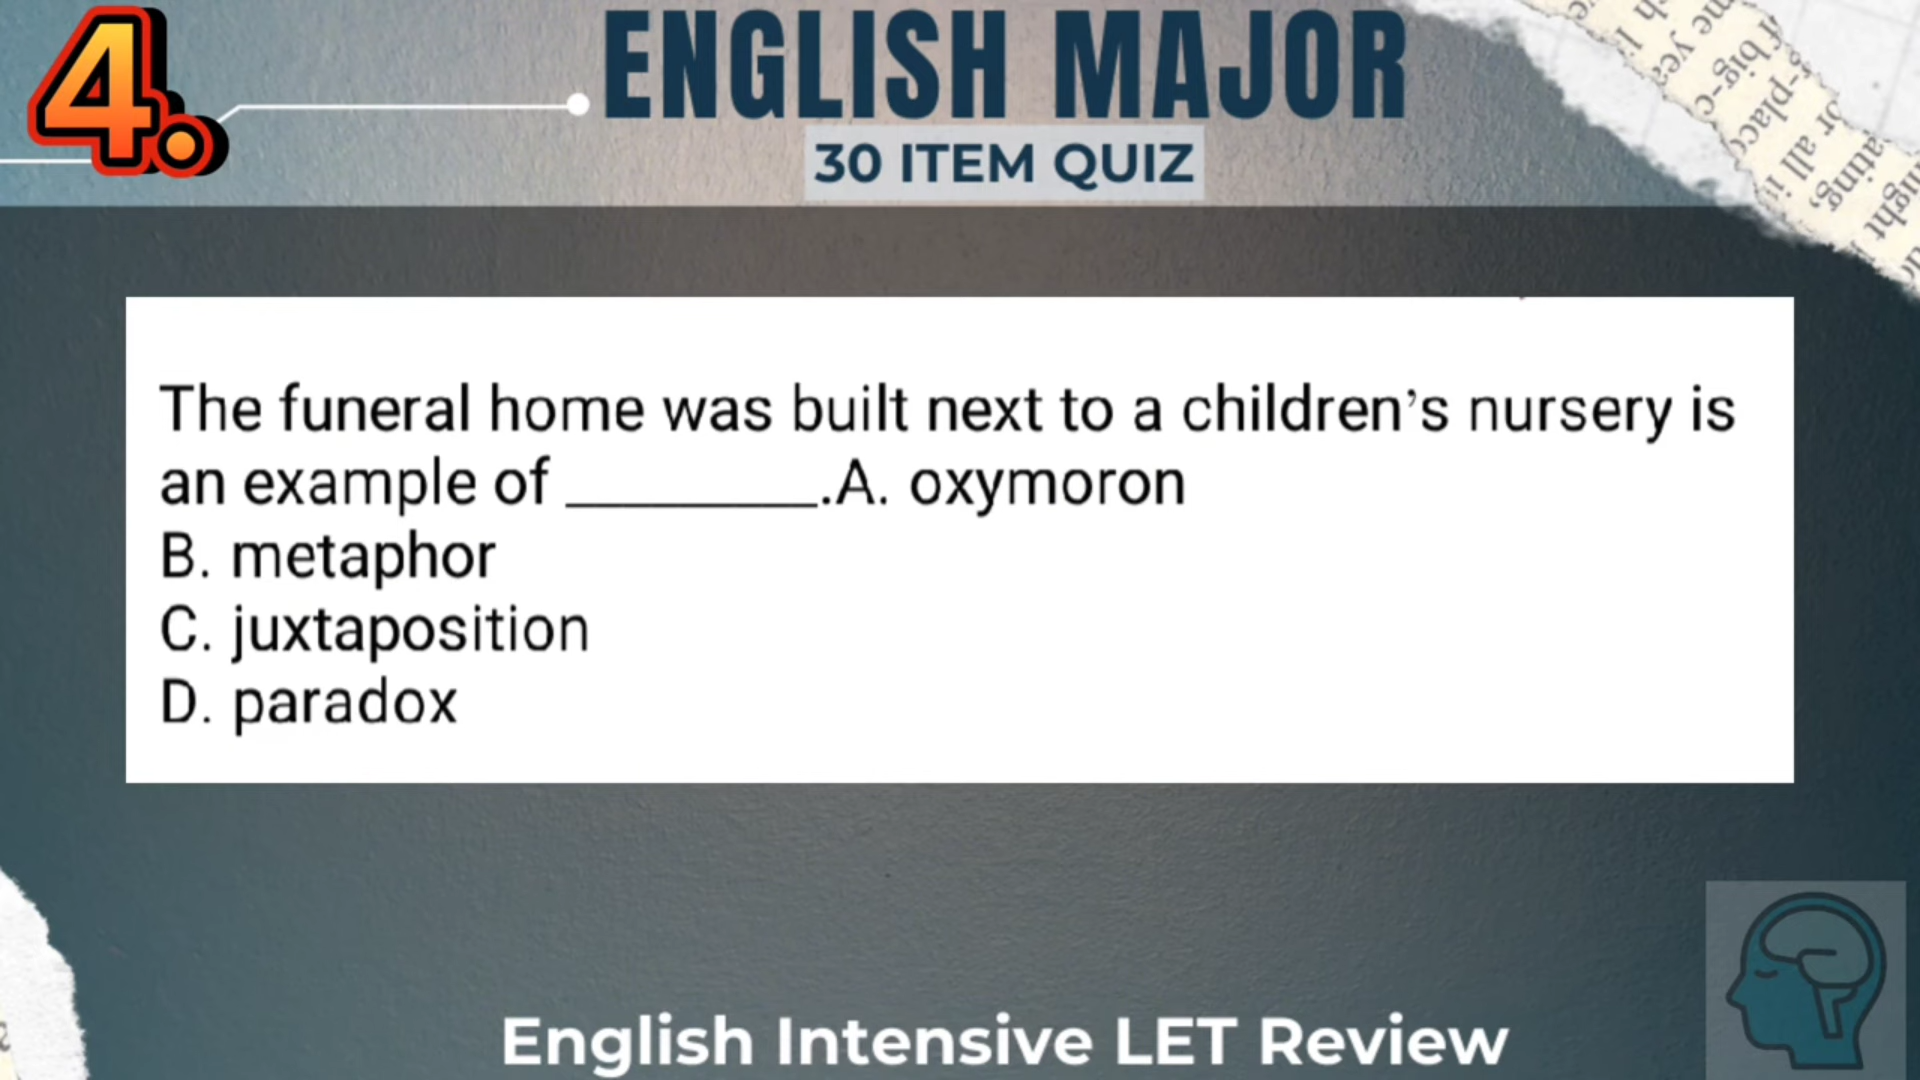 4.
ENGLISH MAJOR
30 ITEM QUIZ
The funeral home was built next to a children’s nursery is
an example of _________.A. oxymoron
B. metaphor
C. juxtaposition
D. paradox
English Intensive LET Review